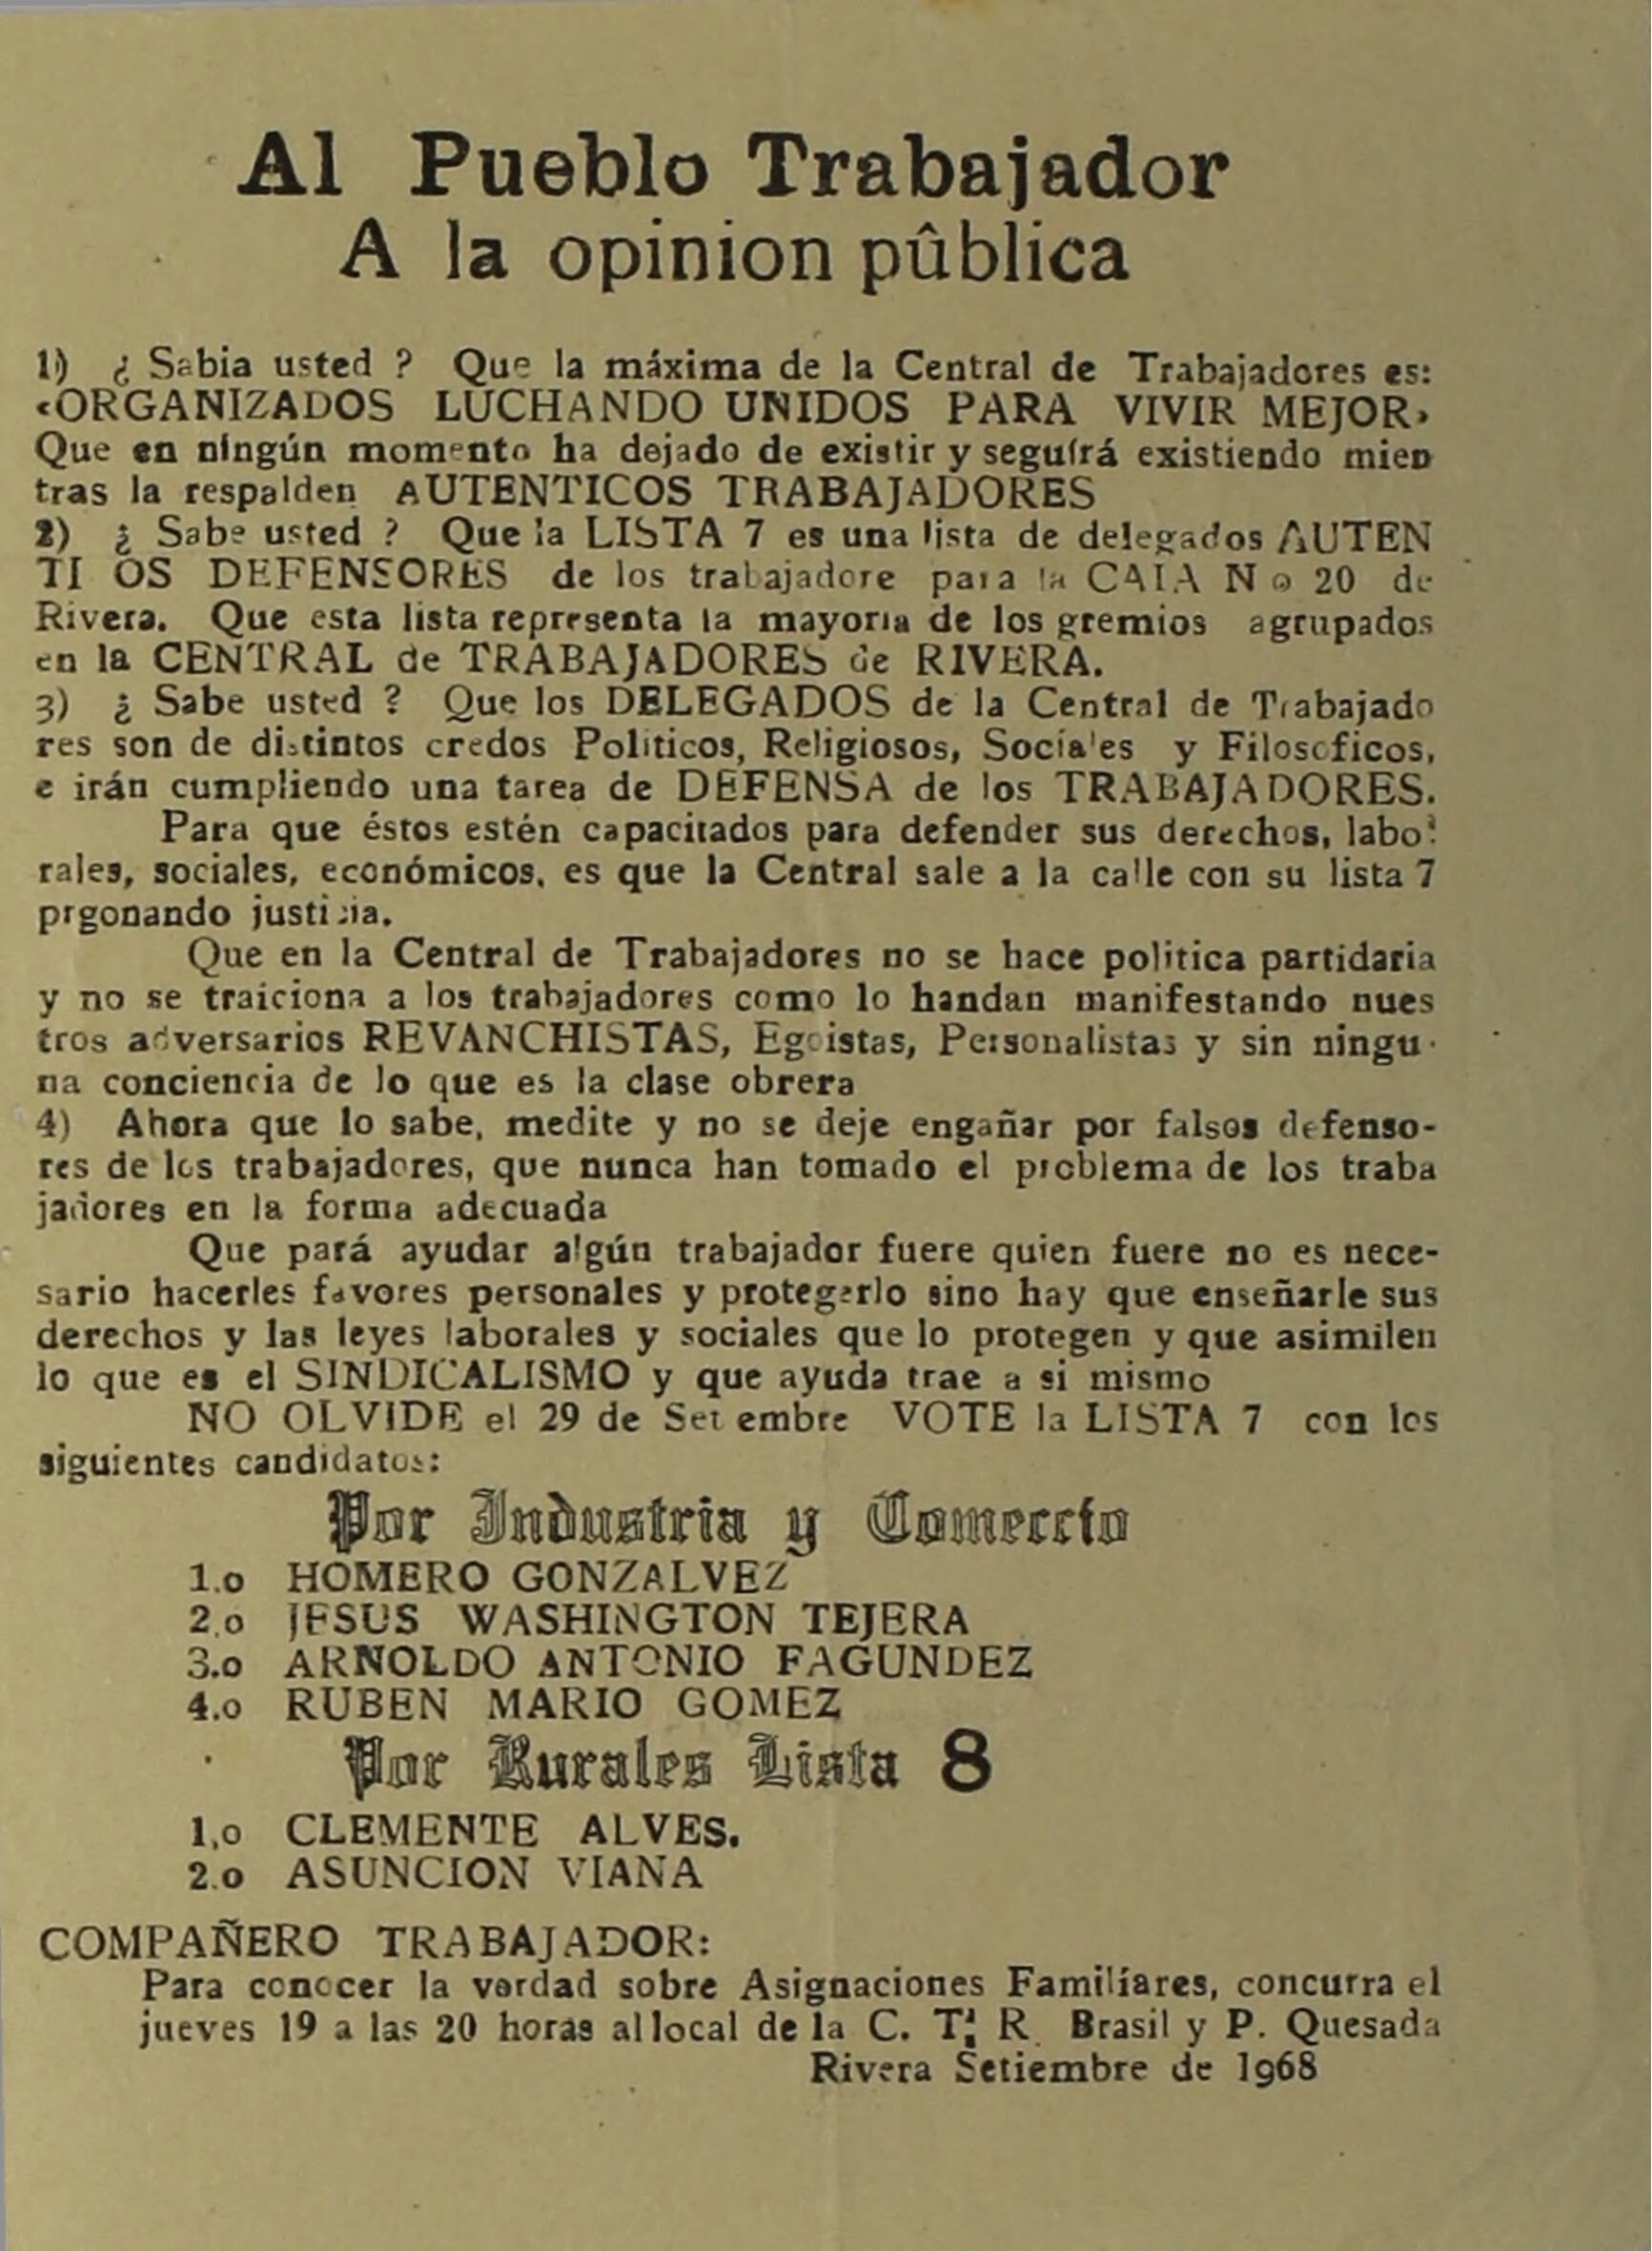 Al Pueblo Trabajador
A la opinion pûblica
1) ¿ Sabia usted ? Que la máxima de la Central de Trabajadores es:
«ORGANIZADOS LUCHANDO UNIDOS PARA VIVIR MEJOR»
Que en ningún momento ha dejado de existir y seguirá existiendo mien
tras la respalden AUTENTICOS TRABAJADORES
2) ¿ Sabe usted ? Que la LISTA 7 es una lista de delegados AUTEN
TI OS DEFENSORES de los trabajadore para la CAIA N o 20 de
Rivera. Que esta lista representa la mayoria de los gremios agrupados
en la CENTRAL de TRABAJADORES de RIVERA.
3) ¿ Sabe usted ? Que los DELEGADOS de la Central de Trabajado
res son de distintos credos Politicos, Religiosos, Socíales y Filosoficos,
e irán cumpliendo una tarea de DEFENSA de los TRABAJADORES.
Para que éstos estén capacitados para defender sus derechos, labo
rales, sociales, económicos, es que la Central sale a la calle con su lista 7
prgonando justicia.
Que en la Central de Trabajadores no se hace politica partidaria
y no se traiciona a los trabajadores como lo handan manifestando nues
tros adversarios REVANCHISTAS, Egoistas, Personalistas y sin ningu-
na conciencia de lo que es la clase obrera
4) Ahora que lo sabe, medite y no se deje engañar por falsos defenso-
res de los trabajadores, que nunca han tomado el problema de los traba
jadores en la forma adecuada
Que pará ayudar algún trabajador fuere quien fuere no es nece-
sario hacerles favores personales y protegerlo sino hay que enseñarle sus
derechos y las leyes laborales y sociales que lo protegen y que asimilen
lo que es el SINDICALISMO y que ayuda trae a si mismo
NO OLVIDE el 29 de Set embre VOTE la LISTA 7 con los
siguientes candidatos:
Por Industria y Comercio
1.o HOMERO GONZALVEZ
2.o JESUS WASHINGTON TEJERA
3.o ARNOLDO ANTONIO FAGUNDEZ
4.o RUBEN MARIO GOMEZ
Por Rurales Lista 8
1,o CLEMENTE ALVES.
2.o ASUNCION VIANA
COMPAÑERO TRABAJADOR:
Para conocer la verdad sobre Asignaciones Familíares, concurra el
jueves 19 a las 20 horas al local de la C. T. R. Brasil y P. Quesada
Rivera Setiembre de 1968